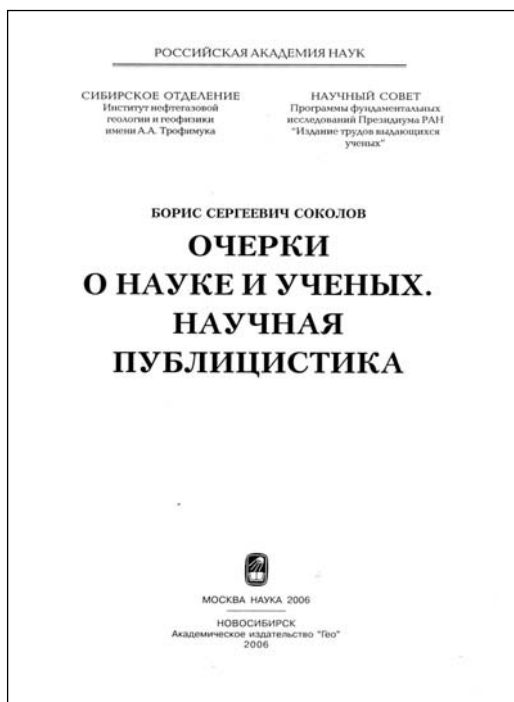 РОССИЙСКАЯ АКАДЕМИЯ НАУК
СИБИРСКОЕ ОТДЕЛЕНИЕ
Институт нефтегазовой
геологии и геофизики
имени А.А. Трофимука
НАУЧНЫЙ СОВЕТ
Программы фундаментальных
исследований Президиума РАН
"Издание трудов выдающихся
ученых"
БОРИС СЕРГЕЕВИЧ СОКОЛОВ
ОЧЕРКИ
О НАУКЕ И УЧЕНЫХ.
НАУЧНАЯ
ПУБЛИЦИСТИКА
МОСКВА НАУКА 2006
НОВОСИБИРСК
Академическое издательство "Гео"
2006